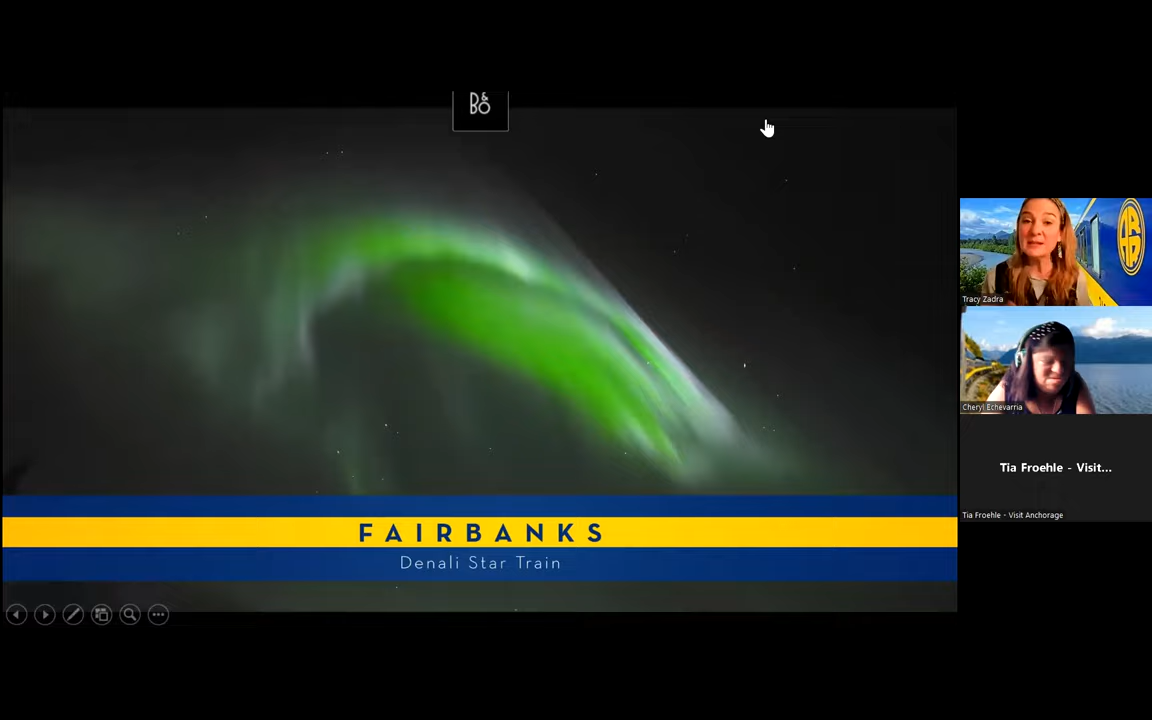 B&O
FAIRBANKS
Denali Star Train
Tracy Zadra
Cheryl Echevarria
Tia Froehle - Visit...
Tia Froehle - Visit Anchorage